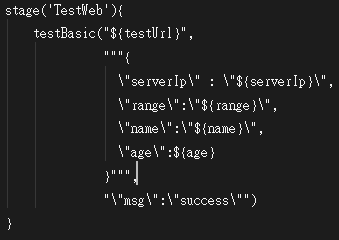 stage('TestWeb'){
testBasic("${testUrl}",
"""{
\"serverIp\" : \"${serverIp}\",
\"range\":\"${range}\",
\"name\":\"${name}\",
\"age\":${age}
}""",
"\"msg\":\"success\"")
}